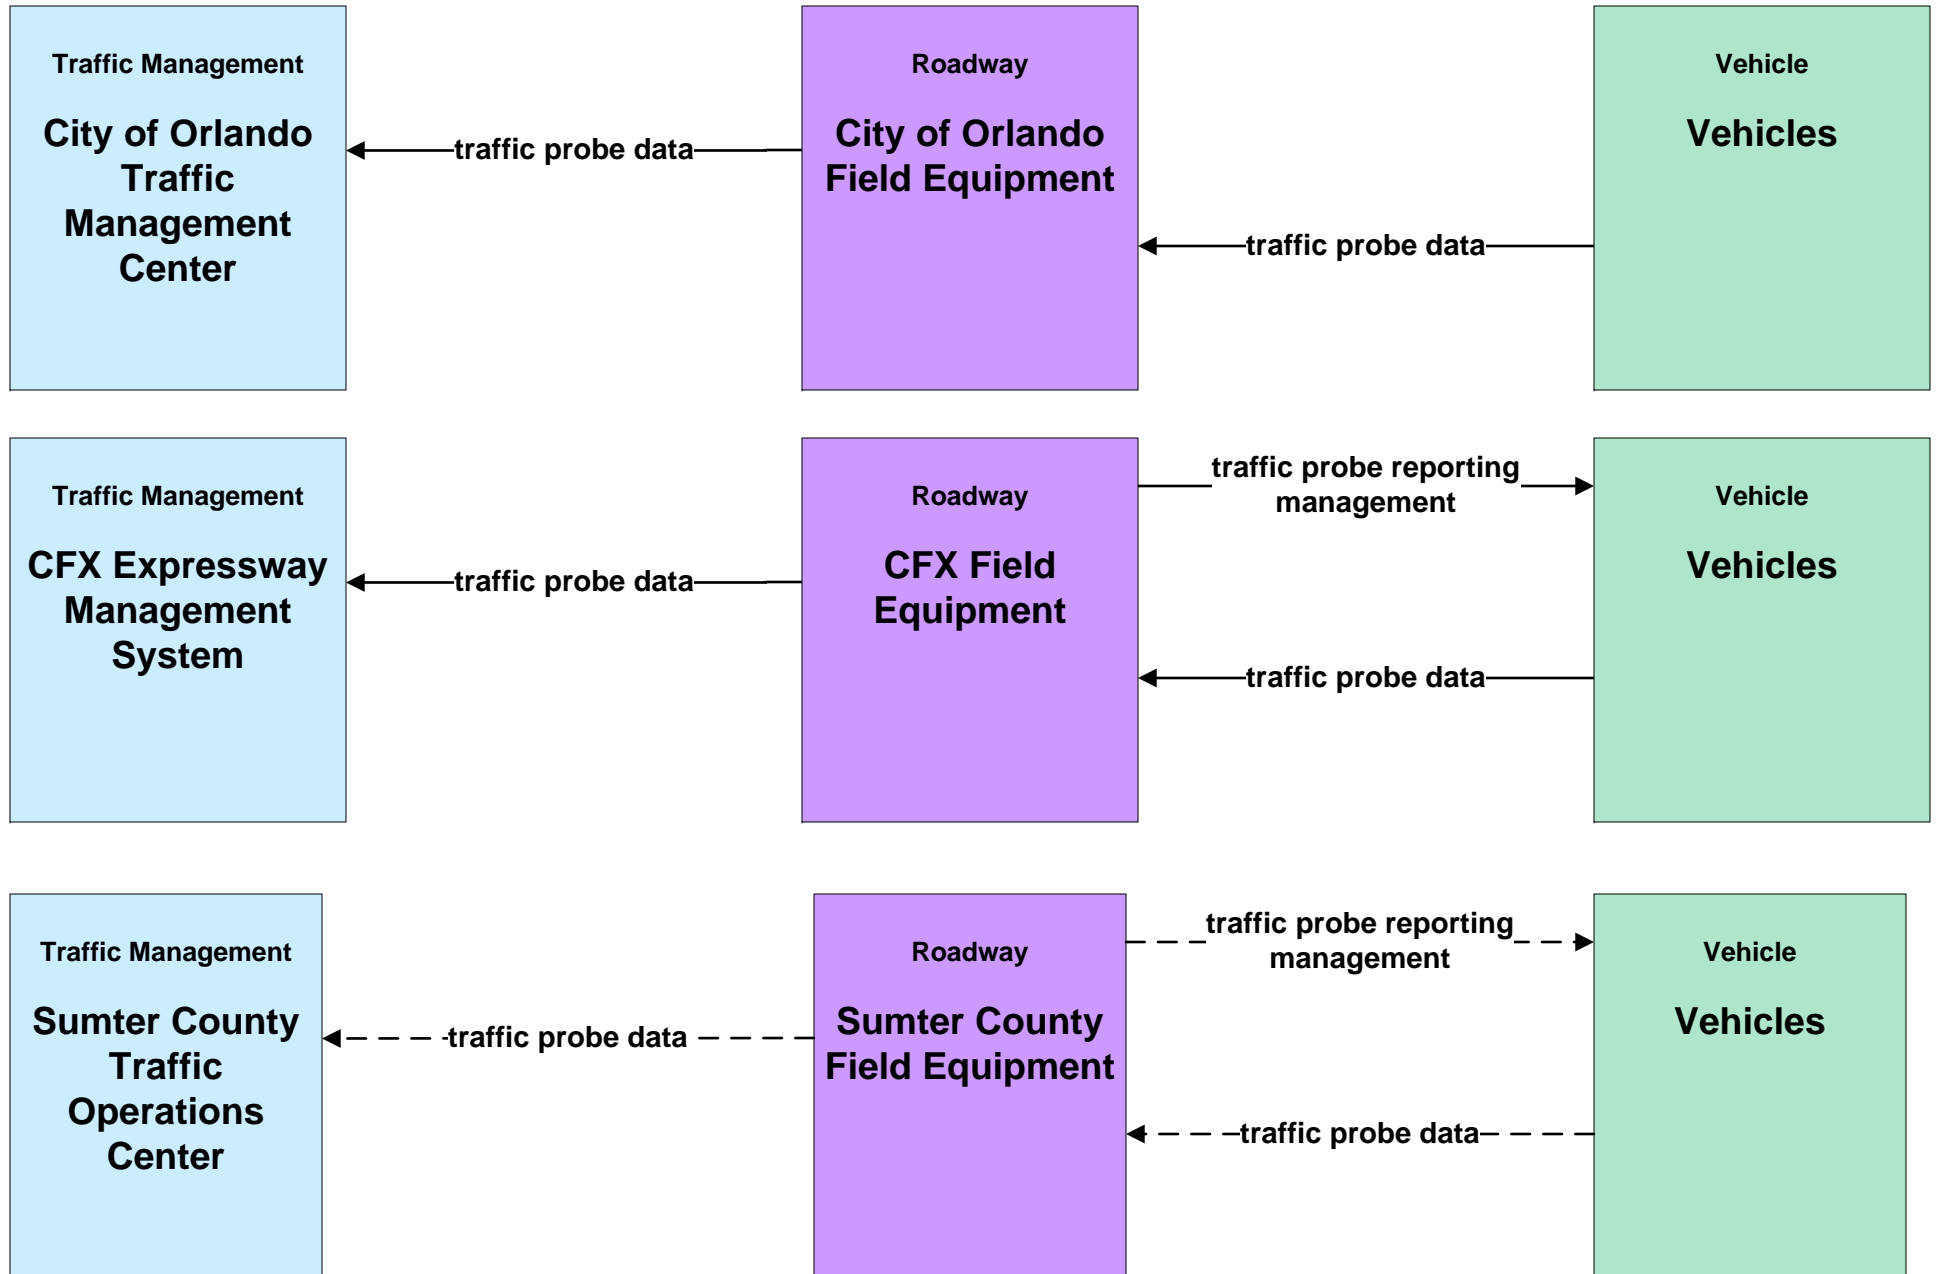 Traffic Management
City of Orlando
Traffic
Management
Center
traffic probe data
Roadway
City of Orlando
Field Equipment
traffic probe data
Vehicle
Vehicles
Traffic Management
CFX Expressway
Management
System
traffic probe data
Roadway
CFX Field
Equipment
traffic probe reporting
management
traffic probe data
Vehicle
Vehicles
Traffic Management
Sumter County
Traffic
Operations
Center
traffic probe data
Roadway
Sumter County
Field Equipment
traffic probe reporting
management
traffic probe data
Vehicle
Vehicles